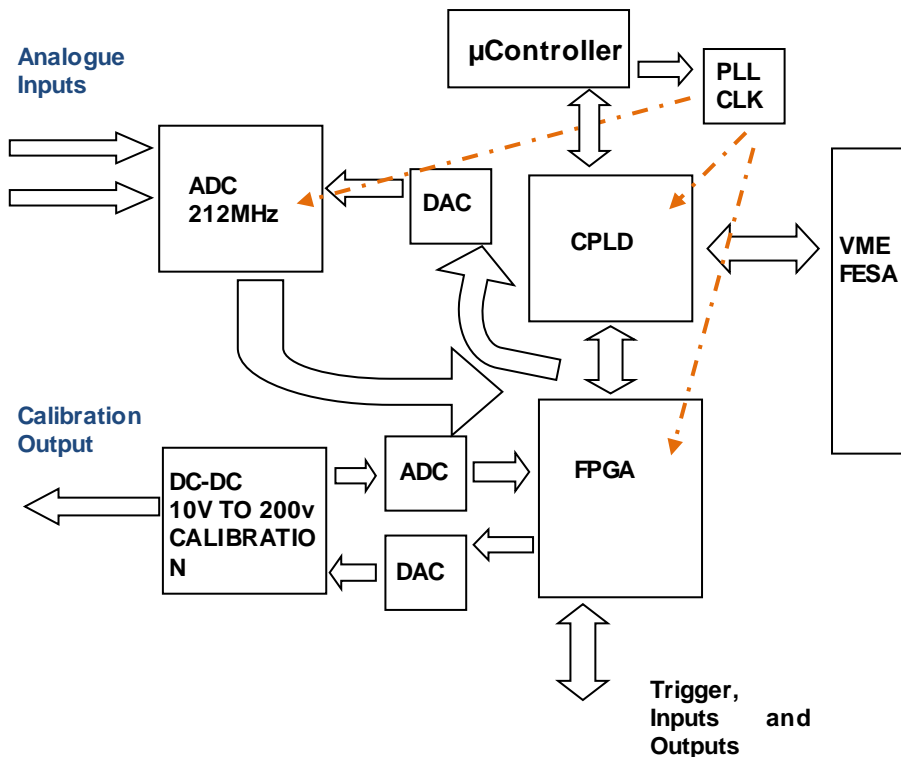 Analogue
Inputs
µController
PLL
CLK
ADC
212MHz
DAC
CPLD
VME
FESA
Calibration
Output
DC-DC
10V TO 200v
CALIBRATIO
N
ADC
DAC
FPGA
Trigger,
Inputs and
Outputs